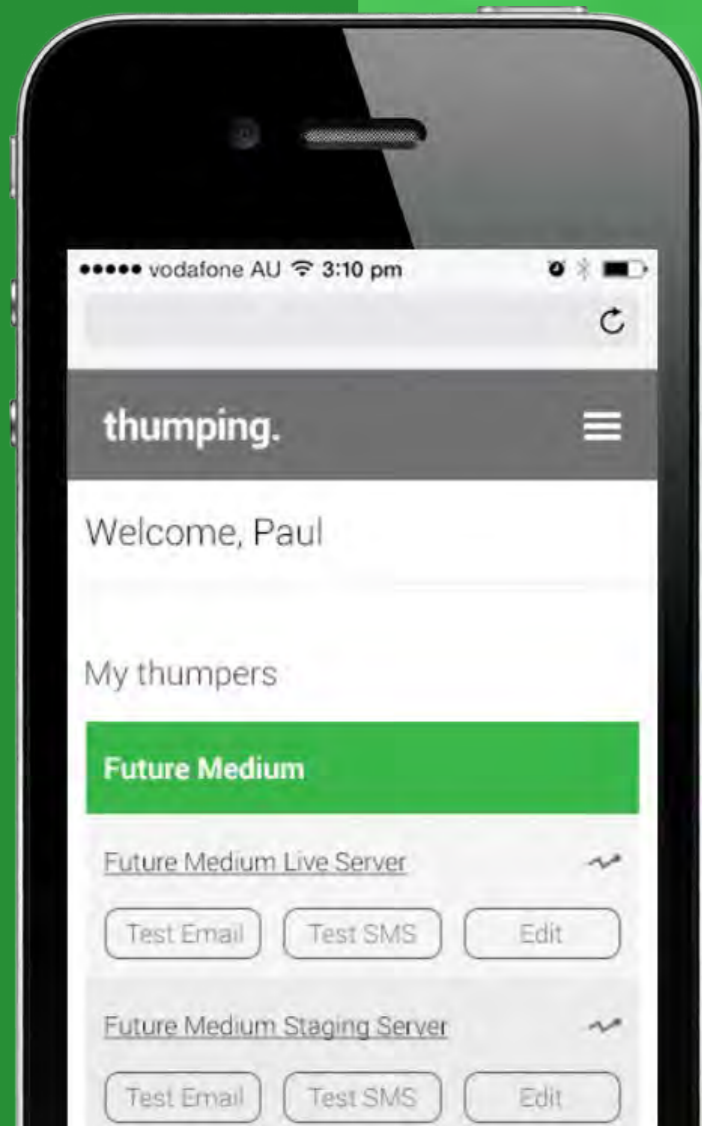 vodafone AU 3:10 pm
thumping.
Welcome, Paul
My thumpers
Future Medium
Future Medium Live Server
Test Email Test SMS Edit
Future Medium Staging Server
Test Email Test SMS Edit